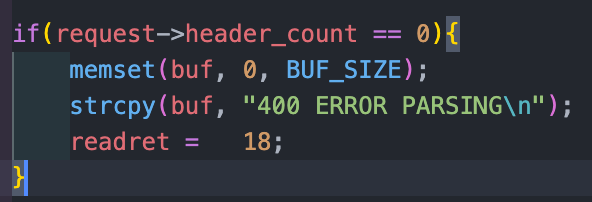 if(request->header_count == 0){
    memset(buf, 0, BUF_SIZE);
    strcpy(buf, "400 ERROR PARSING\n");
    readret =   18;
}